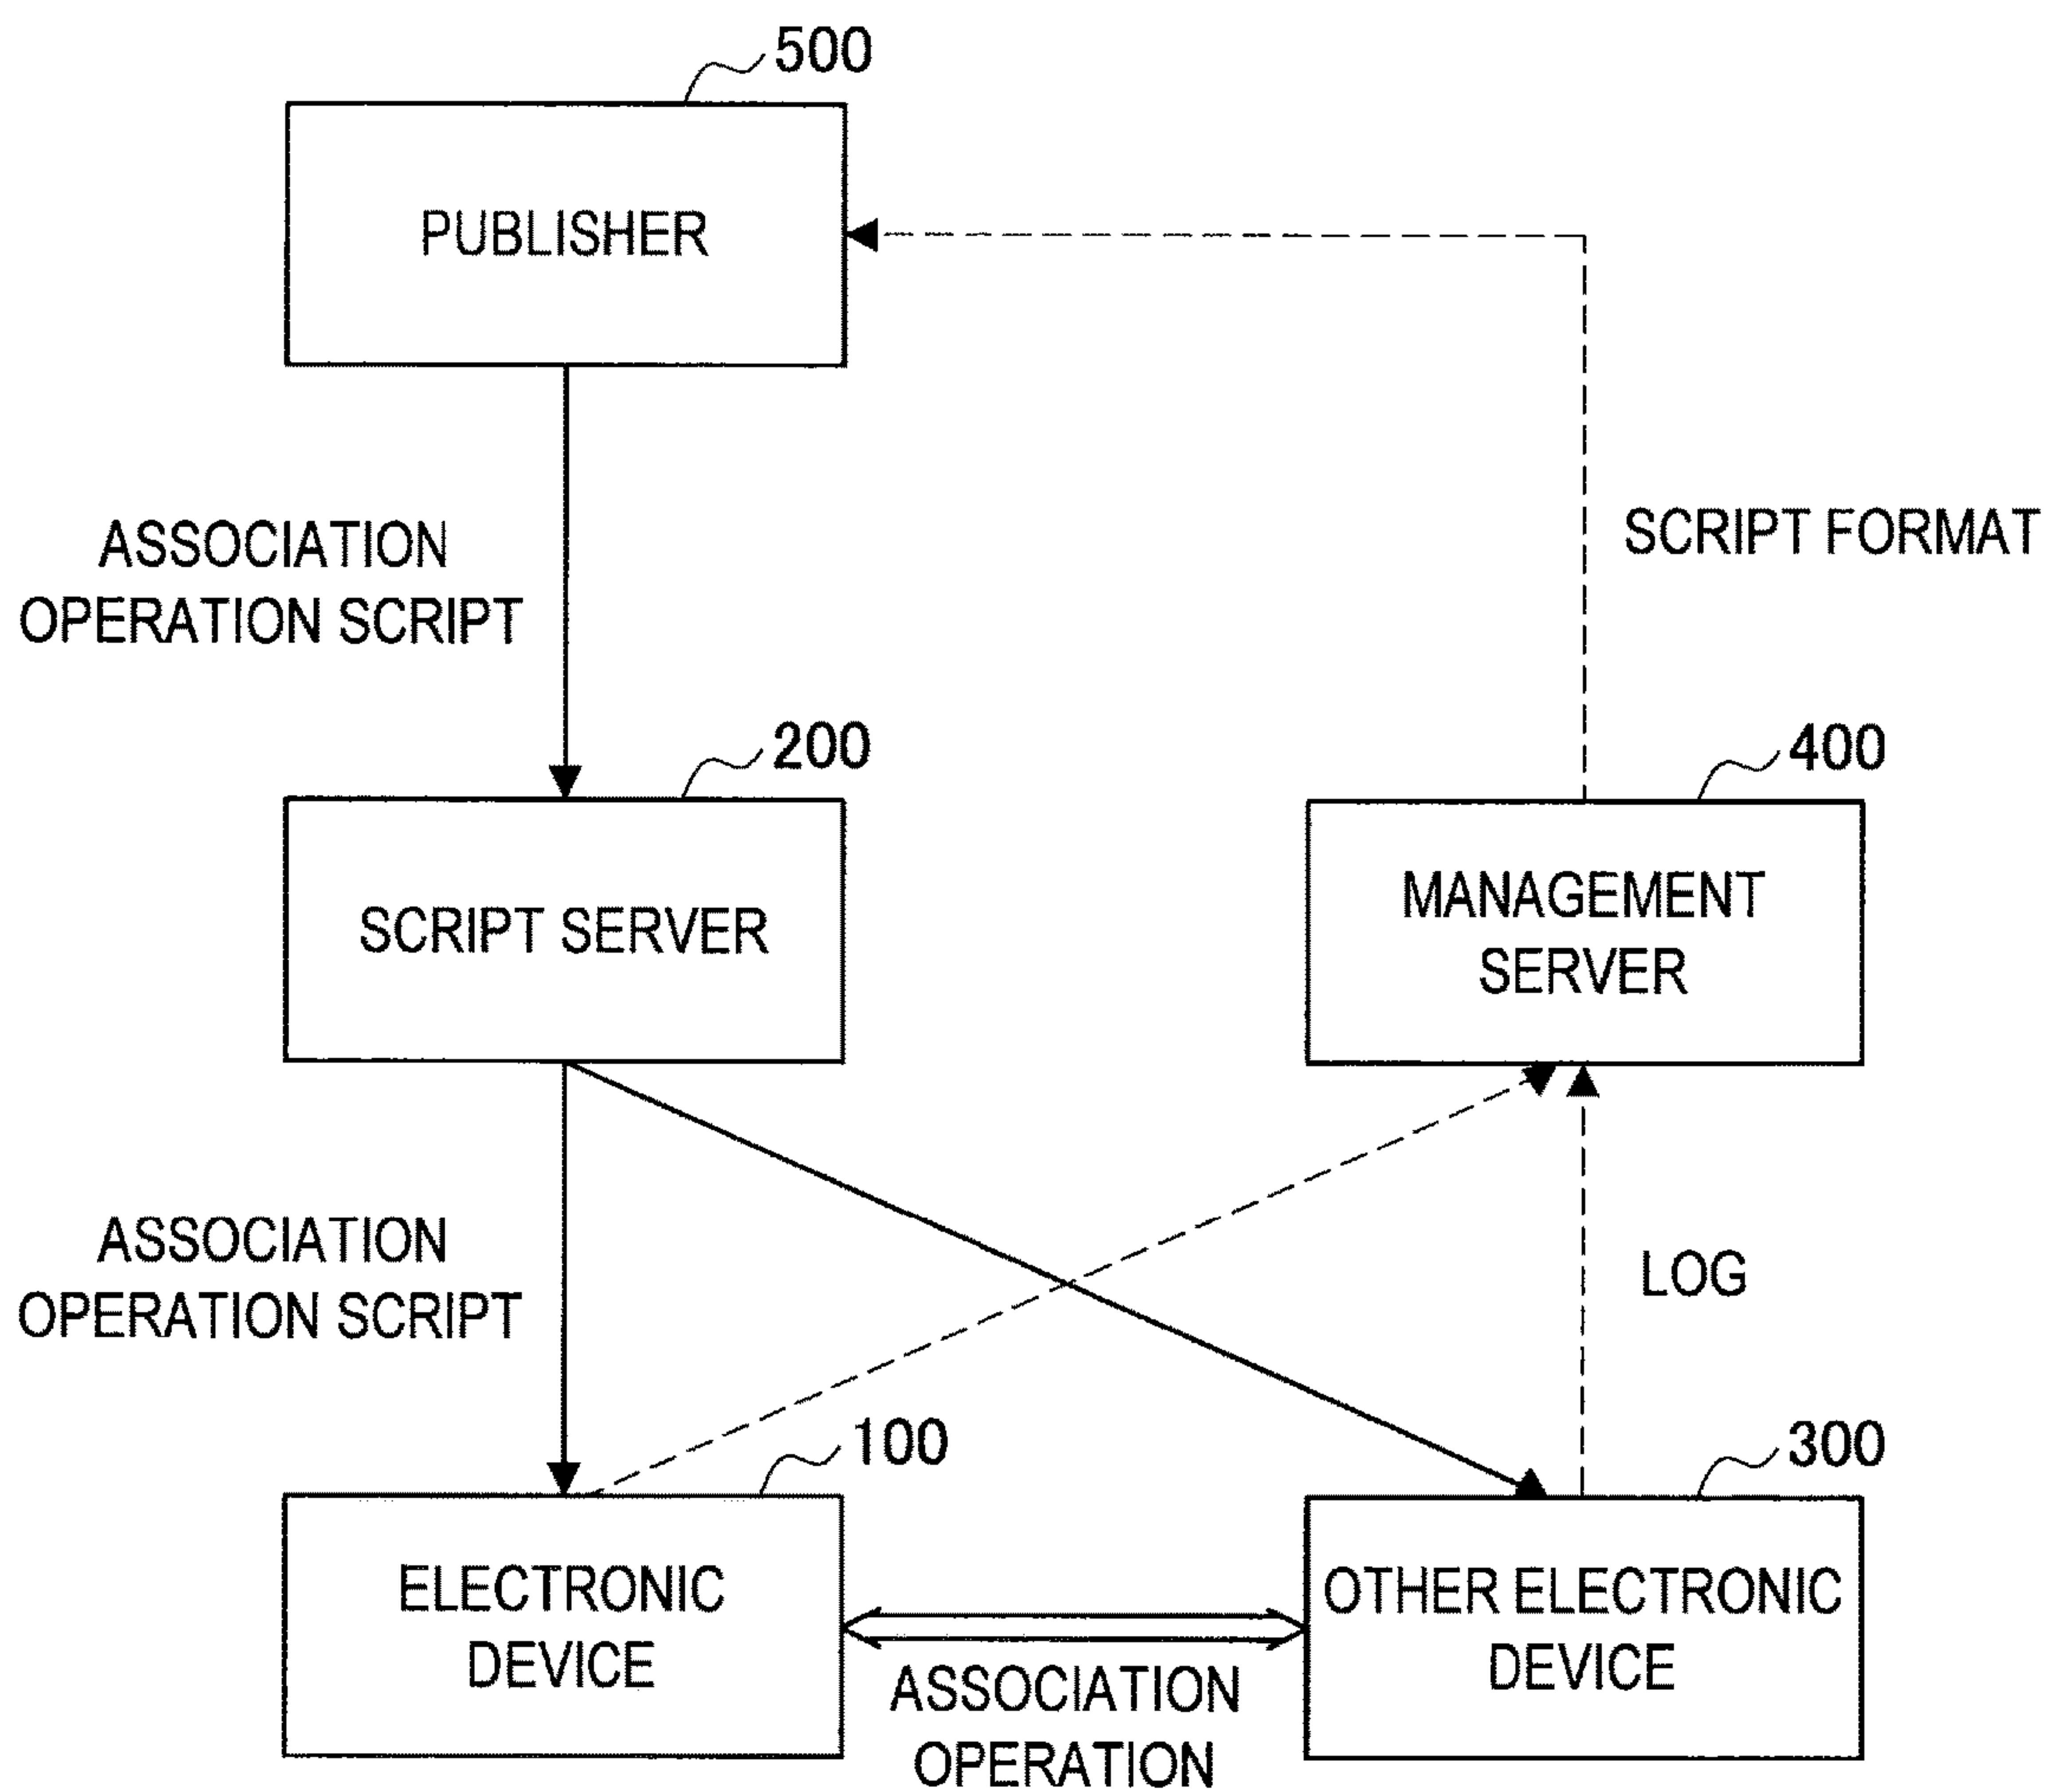 500
PUBLISHER
ASSOCIATION
OPERATION SCRIPT
SCRIPT FORMAT
200
SCRIPT SERVER
400
MANAGEMENT
SERVER
ASSOCIATION
OPERATION SCRIPT
LOG
100
ELECTRONIC
DEVICE
300
OTHER ELECTRONIC
DEVICE
ASSOCIATION
OPERATION